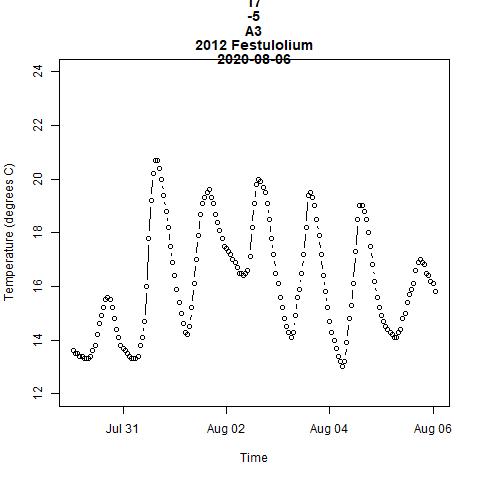 17
-5
A3
2012 Festulolium
2020-08-06
24
22
20
18
16
14
12
Temperature (degrees C)
Jul 31
Aug 02
Aug 04
Aug 06
Time